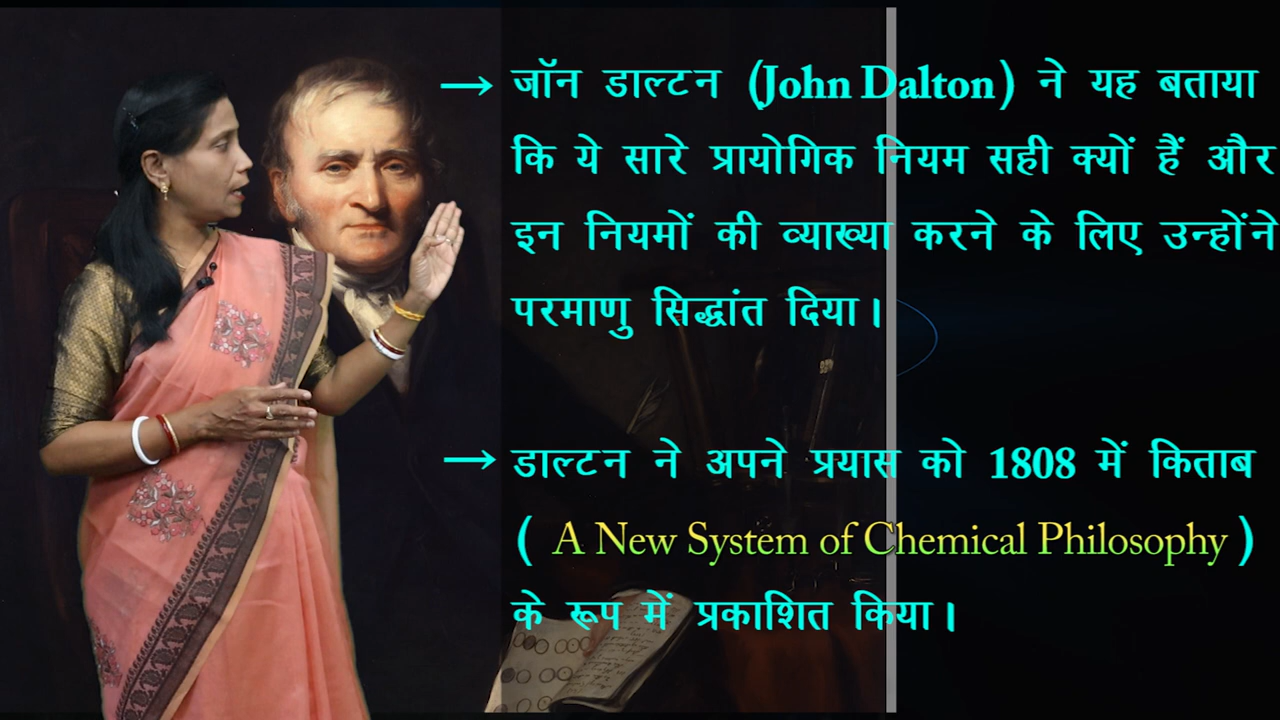 → जॉन डाल्टन (John Dalton) ने यह बताया
कि ये सारे प्रायोगिक नियम सही क्यों हैं और
इन नियमों की व्याख्या करने के लिए उन्होंने
परमाणु सिद्धांत दिया।
→ डाल्टन ने अपने प्रयास को 1808 में किताब
( A New System of Chemical Philosophy )
के रूप में प्रकाशित किया।